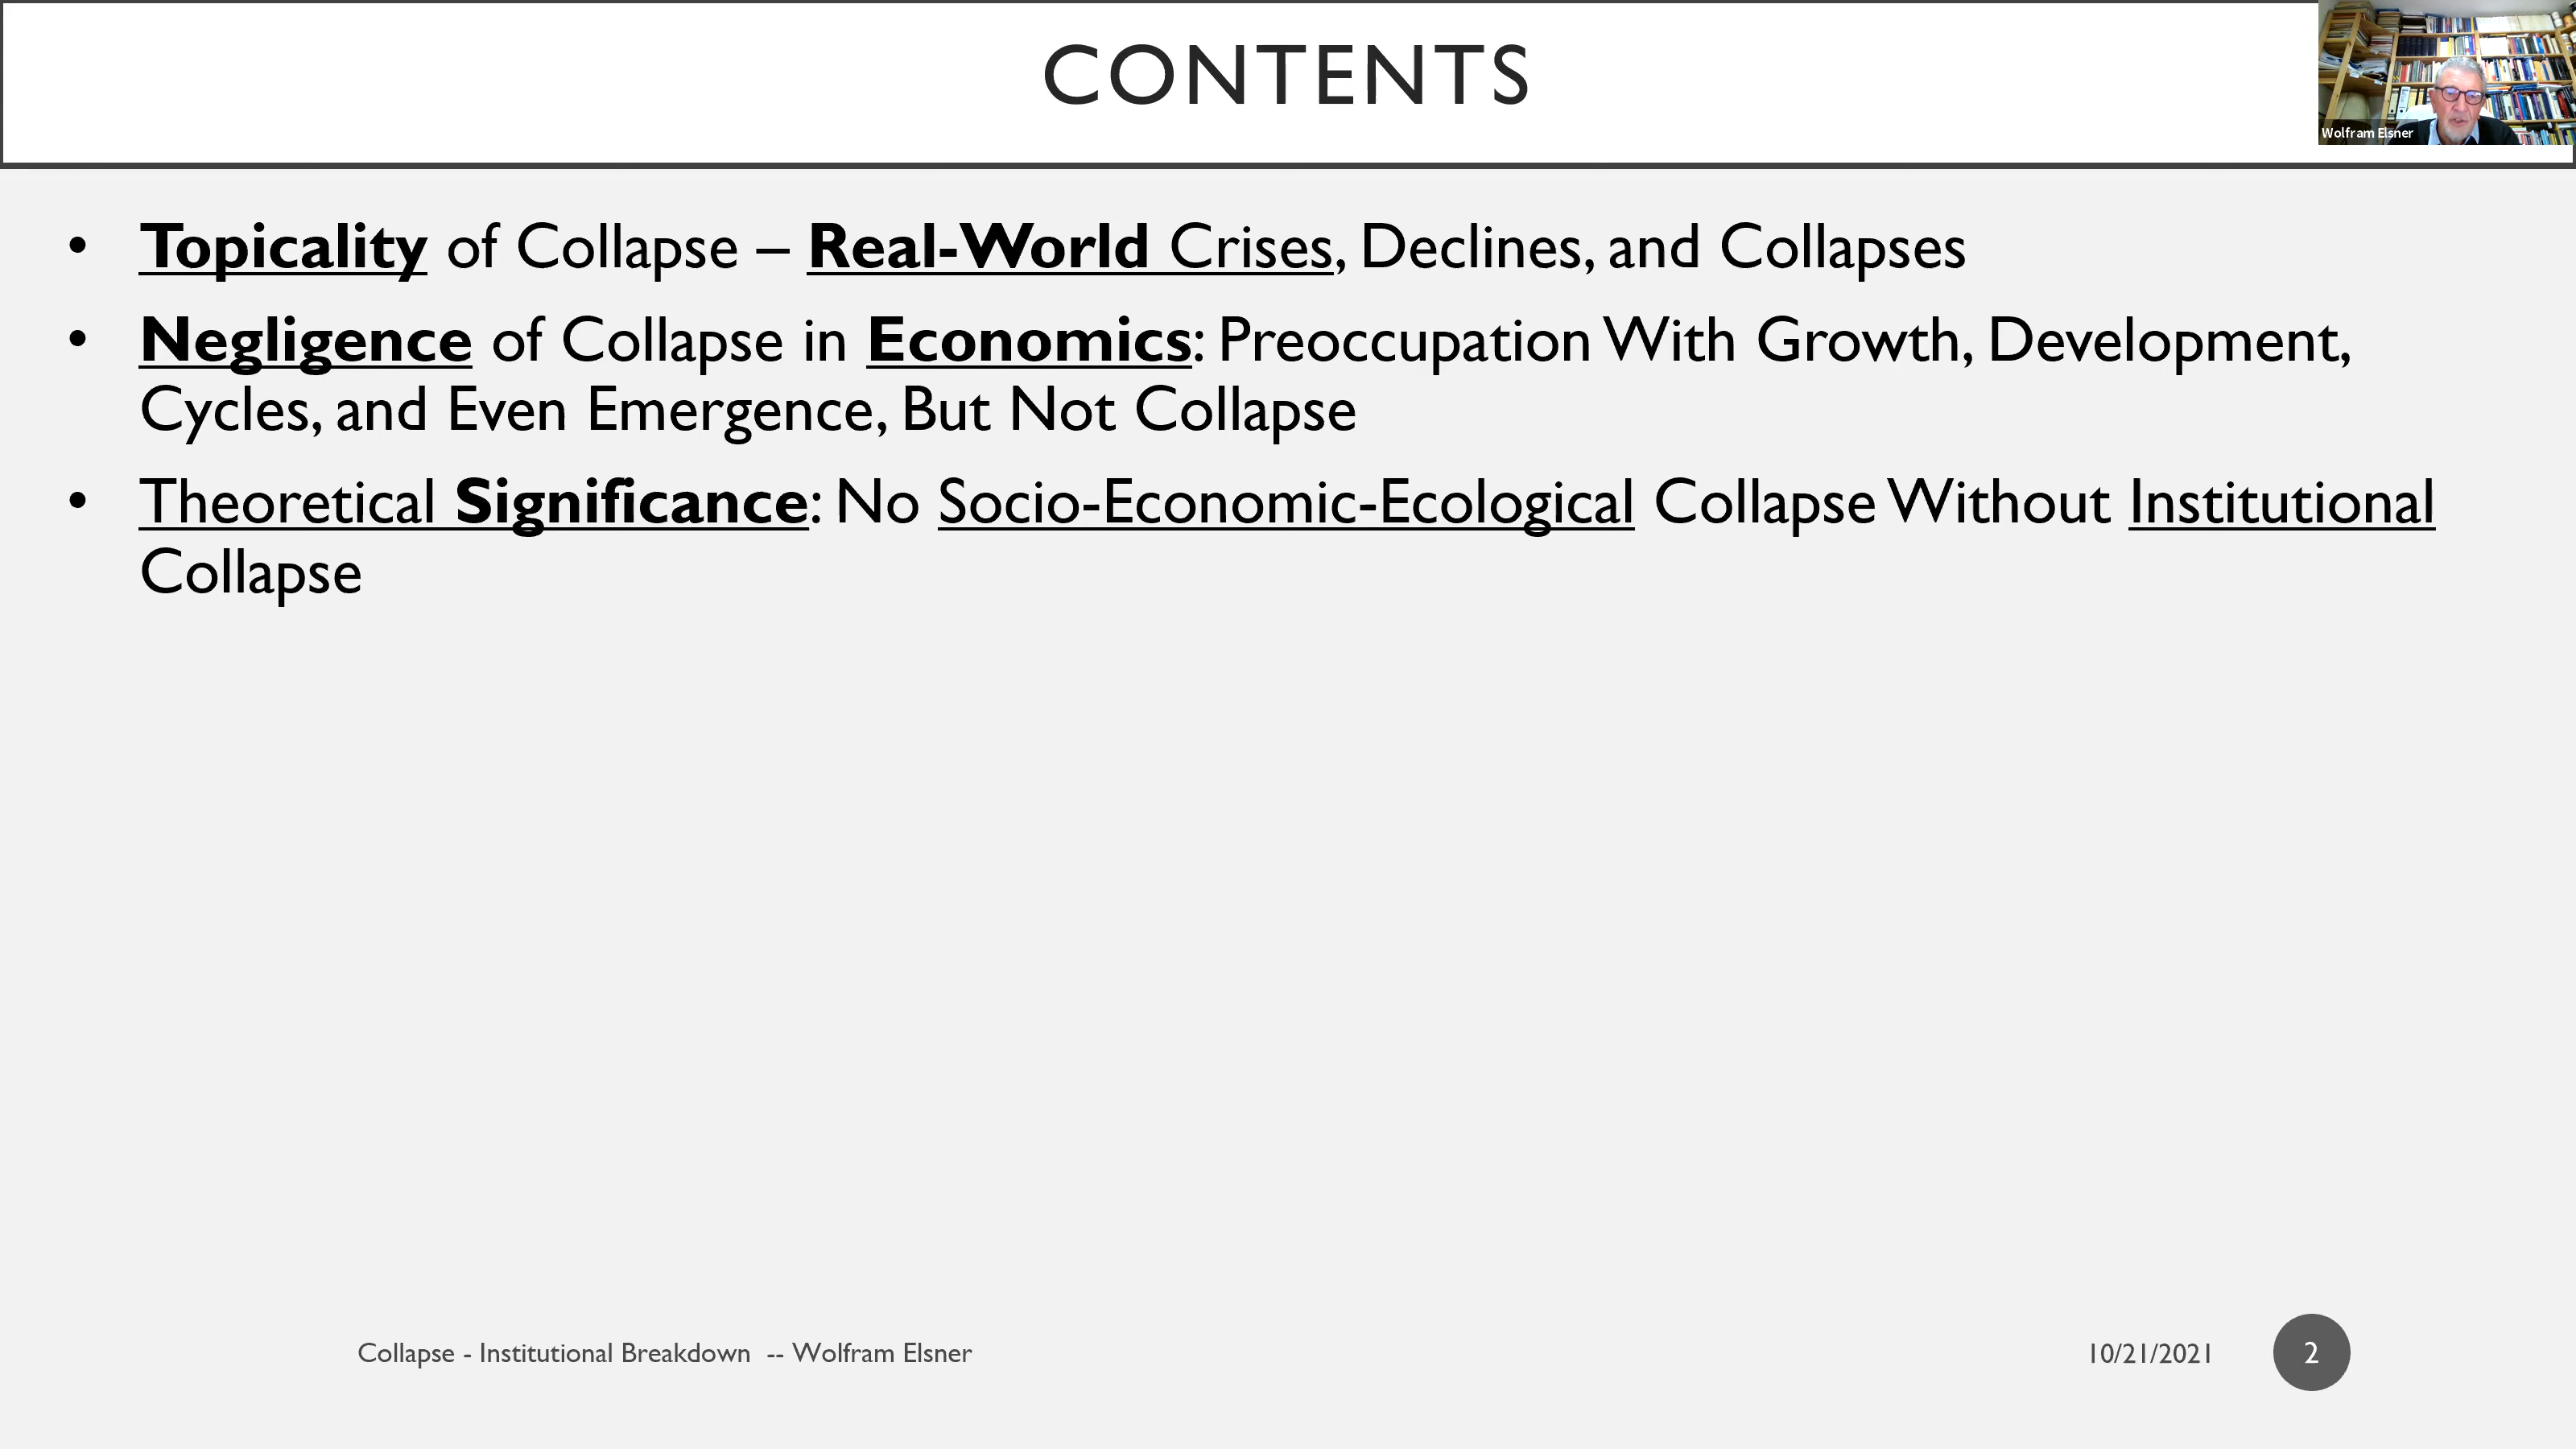 CONTENTS
Wolfram Elsner
• Topicality of Collapse – Real-World Crises, Declines, and Collapses
• Negligence of Collapse in Economics: Preoccupation With Growth, Development,
Cycles, and Even Emergence, But Not Collapse
• Theoretical Significance: No Socio-Economic-Ecological Collapse Without Institutional
Collapse
Collapse - Institutional Breakdown -- Wolfram Elsner
10/21/2021
2